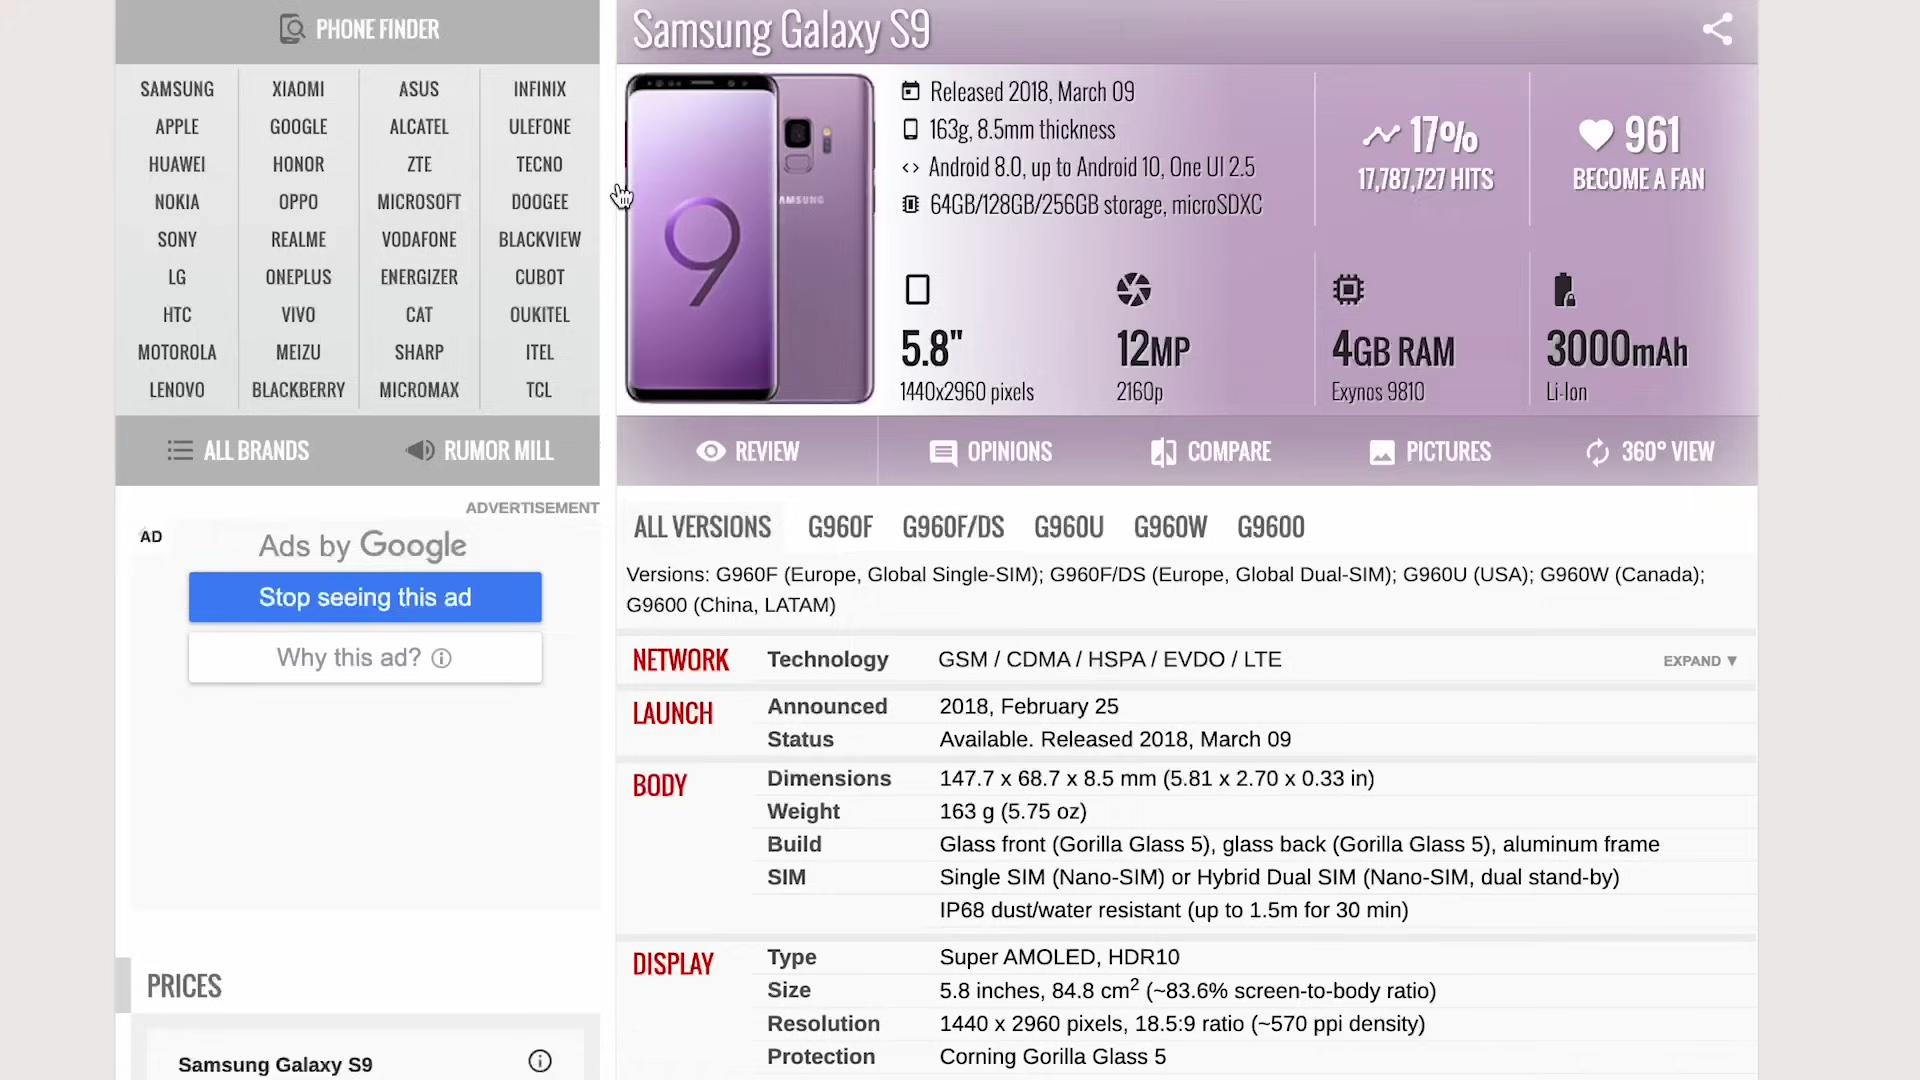 PHONE FINDER
SAMSUNG XIAOMI ASUS INFINIX
APPLE GOOGLE ALCATEL ULEFONE
HUAWEI HONOR ZTE TECNO
NOKIA OPPO MICROSOFT DOOGEE
SONY REALME VODAFONE BLACKVIEW
LG ONEPLUS ENERGIZER CUBOT
HTC VIVO CAT OUKITEL
MOTOROLA MEIZU SHARP ITEL
LENOVO BLACKBERRY MICROMAX TCL
ALL BRANDS RUMOR MILL
ADVERTISEMENT
AD
Ads by Google
Stop seeing this ad
Why this ad?
PRICES
Samsung Galaxy S9
Samsung Galaxy S9
9
SAMSUNG
Released 2018, March 09
163g, 8.5mm thickness
Android 8.0, up to Android 10, One UI 2.5
64GB/128GB/256GB storage, microSDXC
17%
17,787,727 HITS
961
BECOME A FAN
5.8"
1440x2960 pixels
12MP
2160p
4GB RAM
Exynos 9810
3000mAh
Li-Ion
REVIEW OPINIONS COMPARE PICTURES 360° VIEW
ALL VERSIONS G960F G960F/DS G960U G960W G9600
Versions: G960F (Europe, Global Single-SIM); G960F/DS (Europe, Global Dual-SIM); G960U (USA); G960W (Canada);
G9600 (China, LATAM)
NETWORK Technology GSM / CDMA / HSPA / EVDO / LTE EXPAND ▼
LAUNCH Announced 2018, February 25
Status Available. Released 2018, March 09
BODY Dimensions 147.7 x 68.7 x 8.5 mm (5.81 x 2.70 x 0.33 in)
Weight 163 g (5.75 oz)
Build Glass front (Gorilla Glass 5), glass back (Gorilla Glass 5), aluminum frame
SIM Single SIM (Nano-SIM) or Hybrid Dual SIM (Nano-SIM, dual stand-by)
IP68 dust/water resistant (up to 1.5m for 30 min)
DISPLAY Type Super AMOLED, HDR10
Size 5.8 inches, 84.8 cm² (~83.6% screen-to-body ratio)
Resolution 1440 x 2960 pixels, 18.5:9 ratio (~570 ppi density)
Protection Corning Gorilla Glass 5